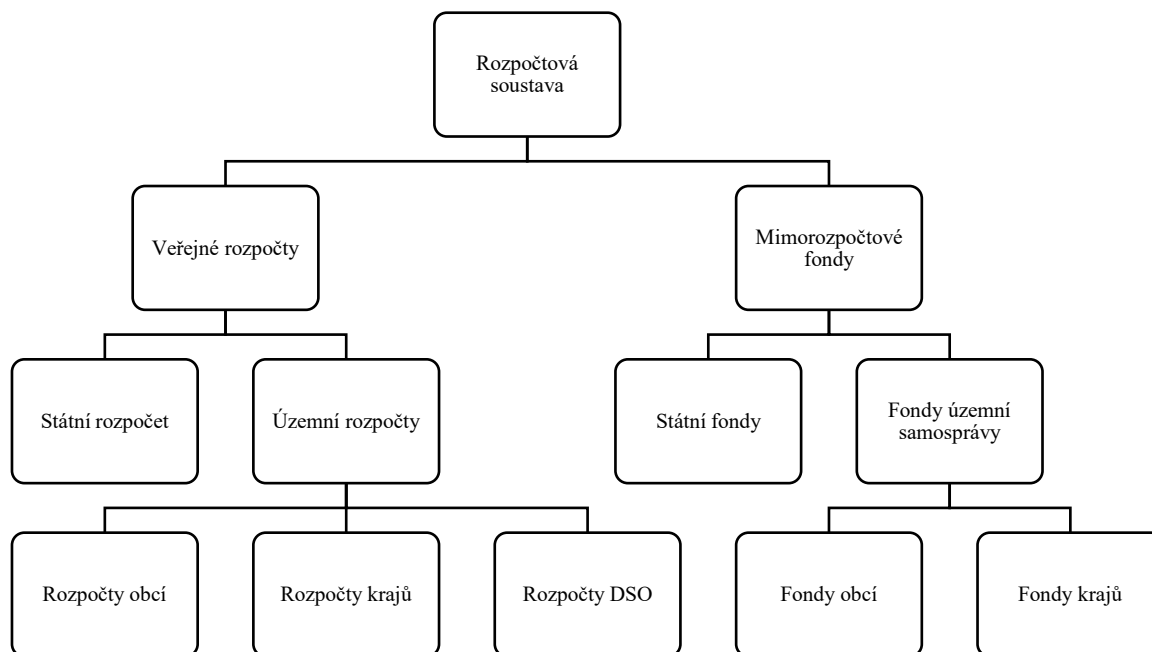 Rozpočtová
soustava
Veřejné rozpočty
Mimorozpočtové
fondy
Státní rozpočet
Územní rozpočty
Státní fondy
Fondy územní
samosprávy
Rozpočty obcí
Rozpočty krajů
Rozpočty DSO
Fondy obcí
Fondy krajů